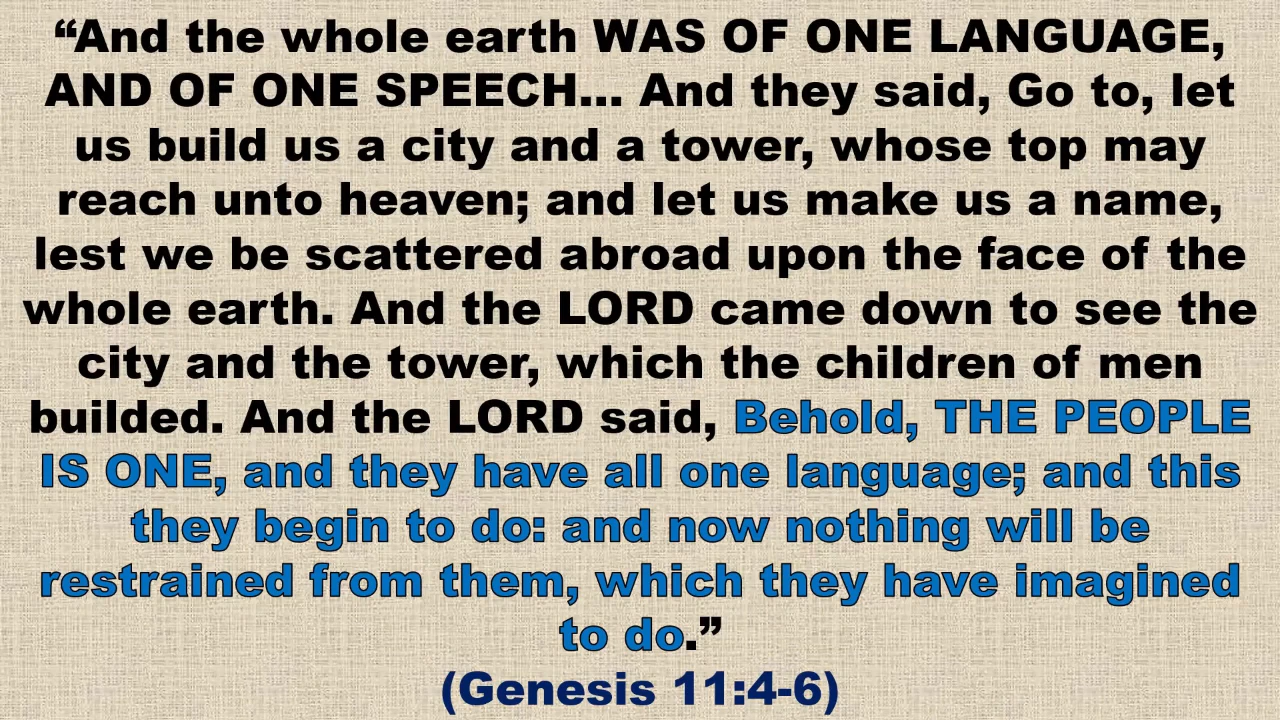 “And the whole earth WAS OF ONE LANGUAGE,
AND OF ONE SPEECH... And they said, Go to, let
us build us a city and a tower, whose top may
reach unto heaven; and let us make us a name,
lest we be scattered abroad upon the face of the
whole earth. And the LORD came down to see the
city and the tower, which the children of men
builded. And the LORD said, Behold, THE PEOPLE
IS ONE, and they have all one language; and this
they begin to do: and now nothing will be
restrained from them, which they have imagined
to do.”
(Genesis 11:4-6)